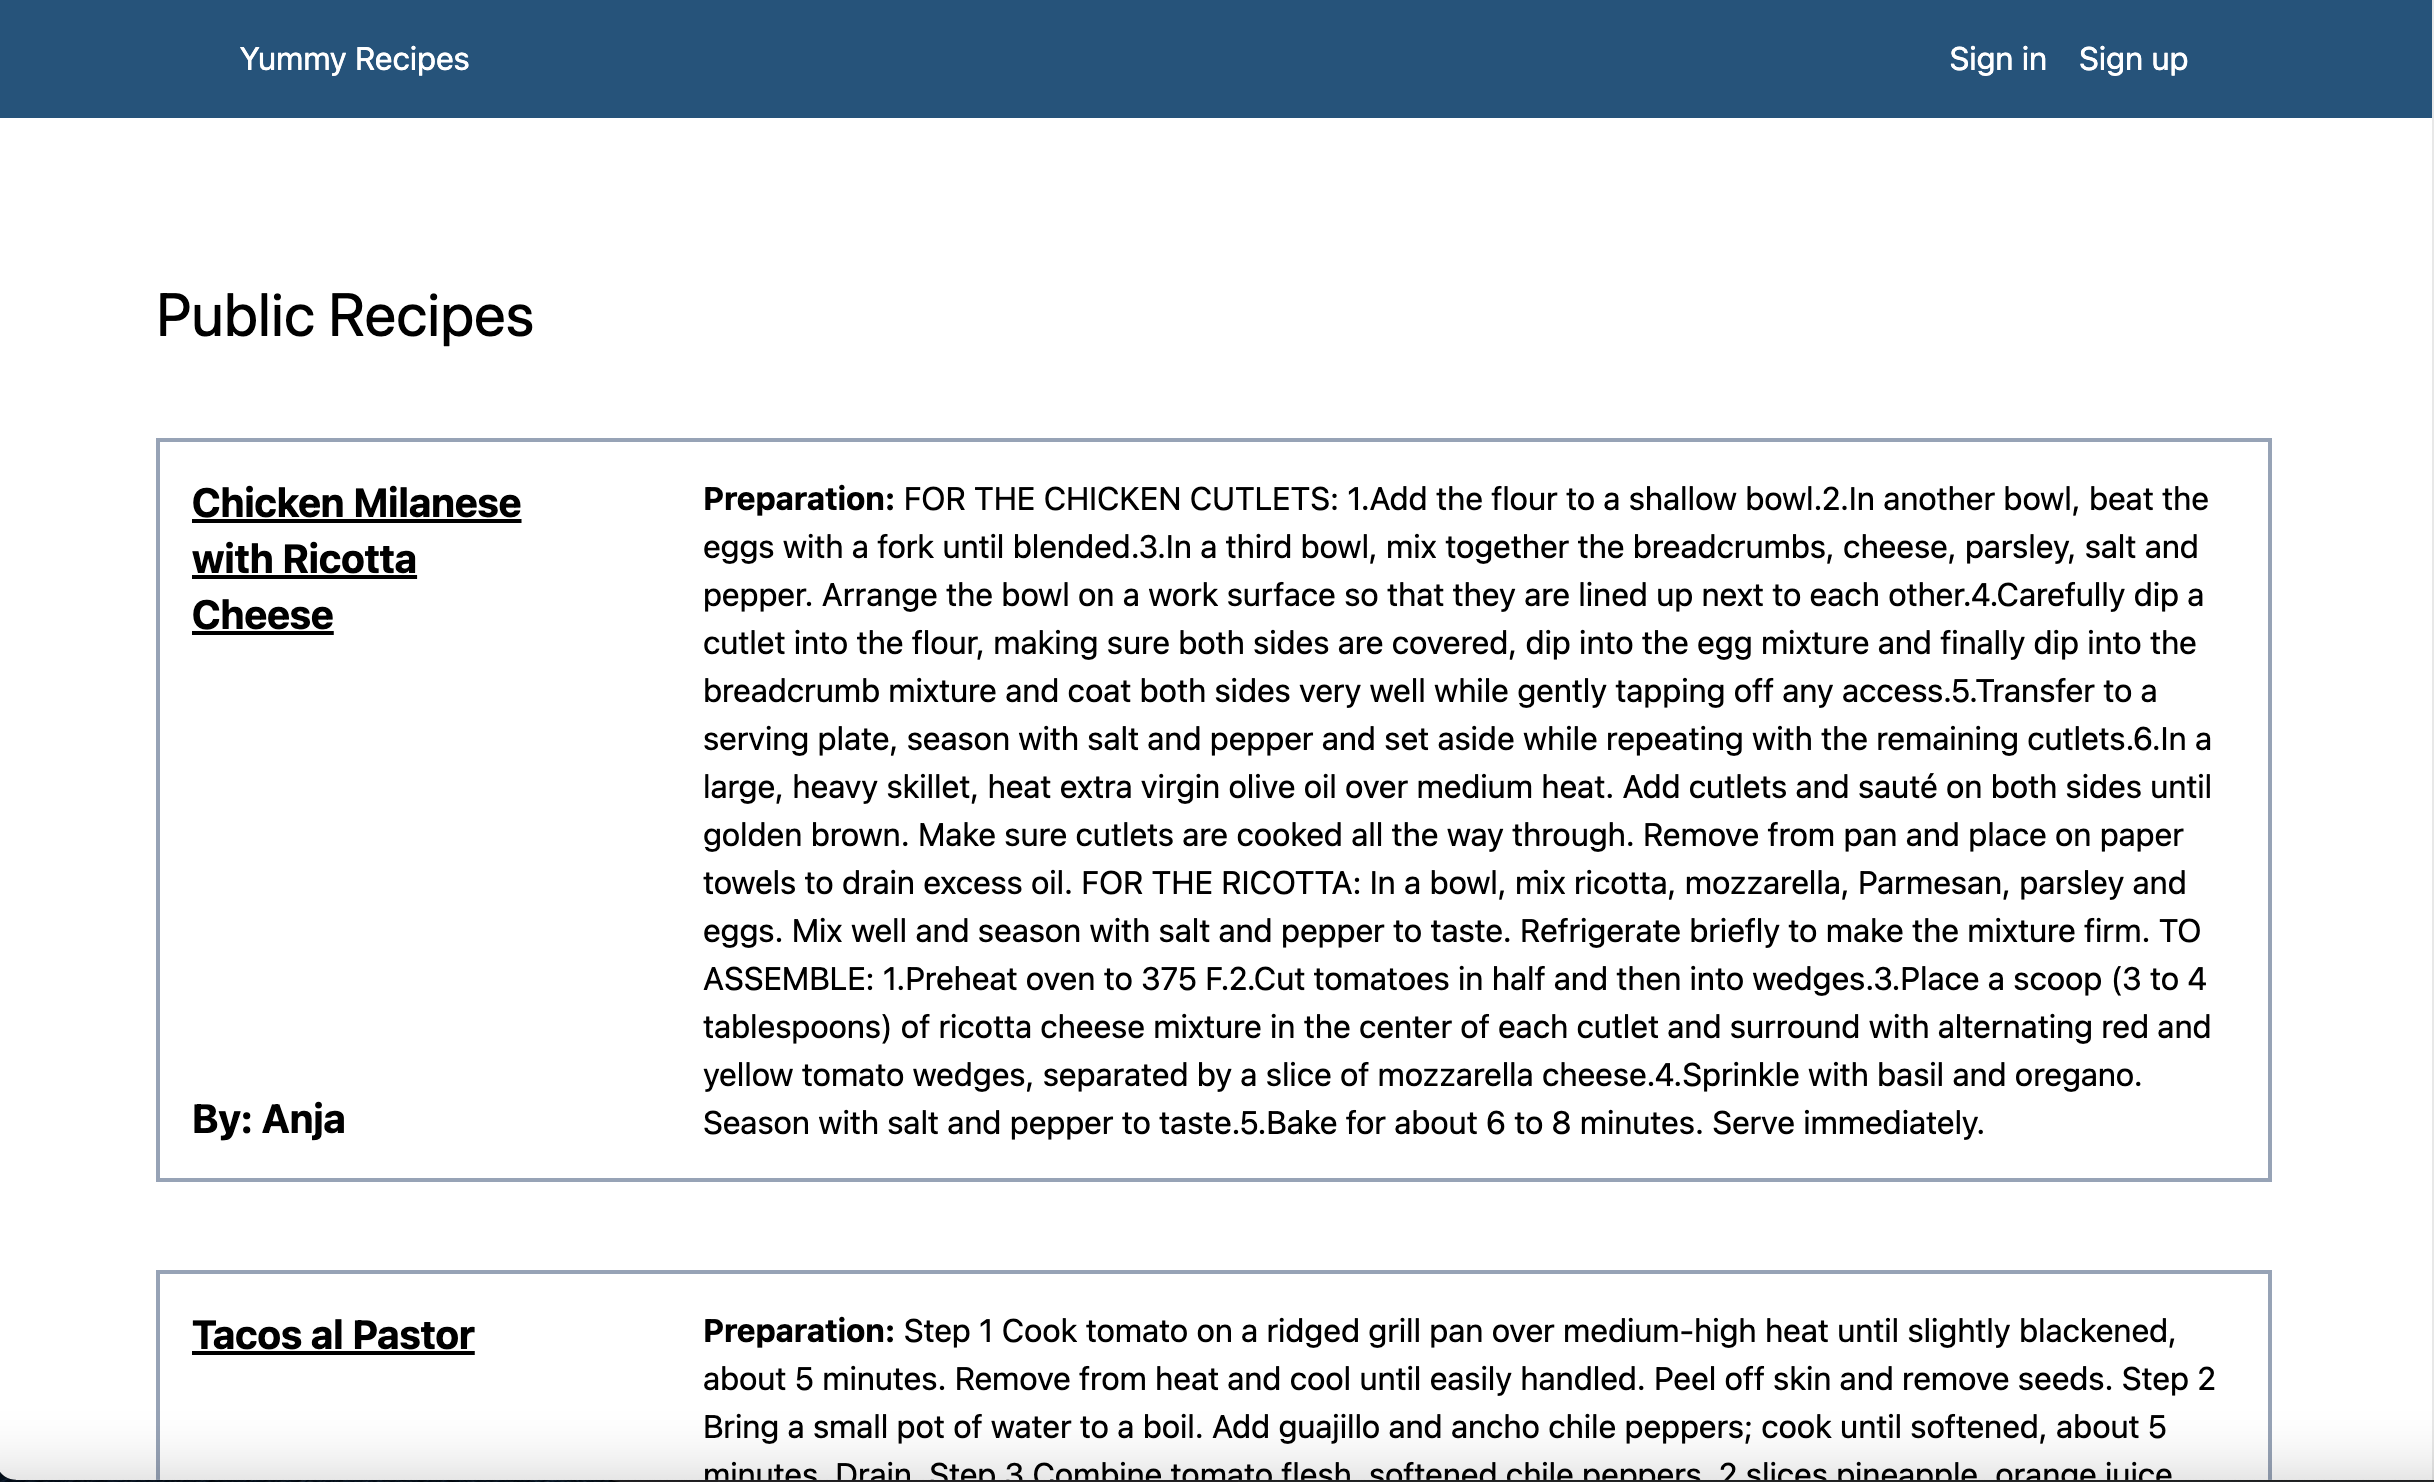 Yummy Recipes
Sign in
Sign up
Public Recipes
Chicken Milanese
with Ricotta
Cheese
By: Anja
Preparation: FOR THE CHICKEN CUTLETS: 1.Add the flour to a shallow bowl.2.In another bowl, beat the
eggs with a fork until blended.3.In a third bowl, mix together the breadcrumbs, cheese, parsley, salt and
pepper. Arrange the bowl on a work surface so that they are lined up next to each other.4.Carefully dip a
cutlet into the flour, making sure both sides are covered, dip into the egg mixture and finally dip into the
breadcrumb mixture and coat both sides very well while gently tapping off any access.5.Transfer to a
serving plate, season with salt and pepper and set aside while repeating with the remaining cutlets.6.In a
large, heavy skillet, heat extra virgin olive oil over medium heat. Add cutlets and sauté on both sides until
golden brown. Make sure cutlets are cooked all the way through. Remove from pan and place on paper
towels to drain excess oil. FOR THE RICOTTA: In a bowl, mix ricotta, mozzarella, Parmesan, parsley and
eggs. Mix well and season with salt and pepper to taste. Refrigerate briefly to make the mixture firm. TO
ASSEMBLE: 1.Preheat oven to 375 F.2.Cut tomatoes in half and then into wedges.3.Place a scoop (3 to 4
tablespoons) of ricotta cheese mixture in the center of each cutlet and surround with alternating red and
yellow tomato wedges, separated by a slice of mozzarella cheese.4.Sprinkle with basil and oregano.
Season with salt and pepper to taste.5.Bake for about 6 to 8 minutes. Serve immediately.
Tacos al Pastor
Preparation: Step 1 Cook tomato on a ridged grill pan over medium-high heat until slightly blackened,
about 5 minutes. Remove from heat and cool until easily handled. Peel off skin and remove seeds. Step 2
Bring a small pot of water to a boil. Add guajillo and ancho chile peppers; cook until softened, about 5
minutes. Drain. Step 3 Combine tomato flesh, softened chile peppers, 2 slices pineapple, orange juice,